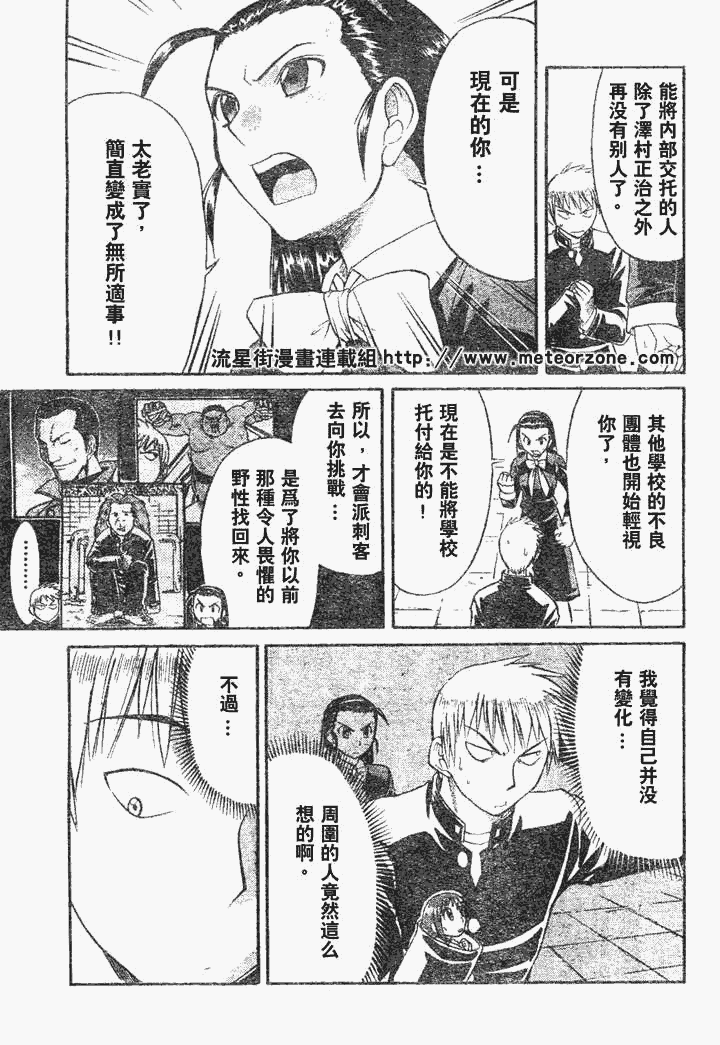 能將内部交托的人
除了澤村正治之外
再没有别人了。
可是
現在的你…
太老實了，
簡直變成了無所適事!!
流星街漫畫連載組 http://www.meteorzone.com
其他學校的不良
團體也開始輕視
你了，
現在是不能將學校
托付給你的！
所以，才會派刺客
去向你挑戰…
是爲了將你以前
那種令人畏懼的
野性找回來。
………
我覺得自己并没
有變化…
周圍的人竟然這么
想的啊。
不過…